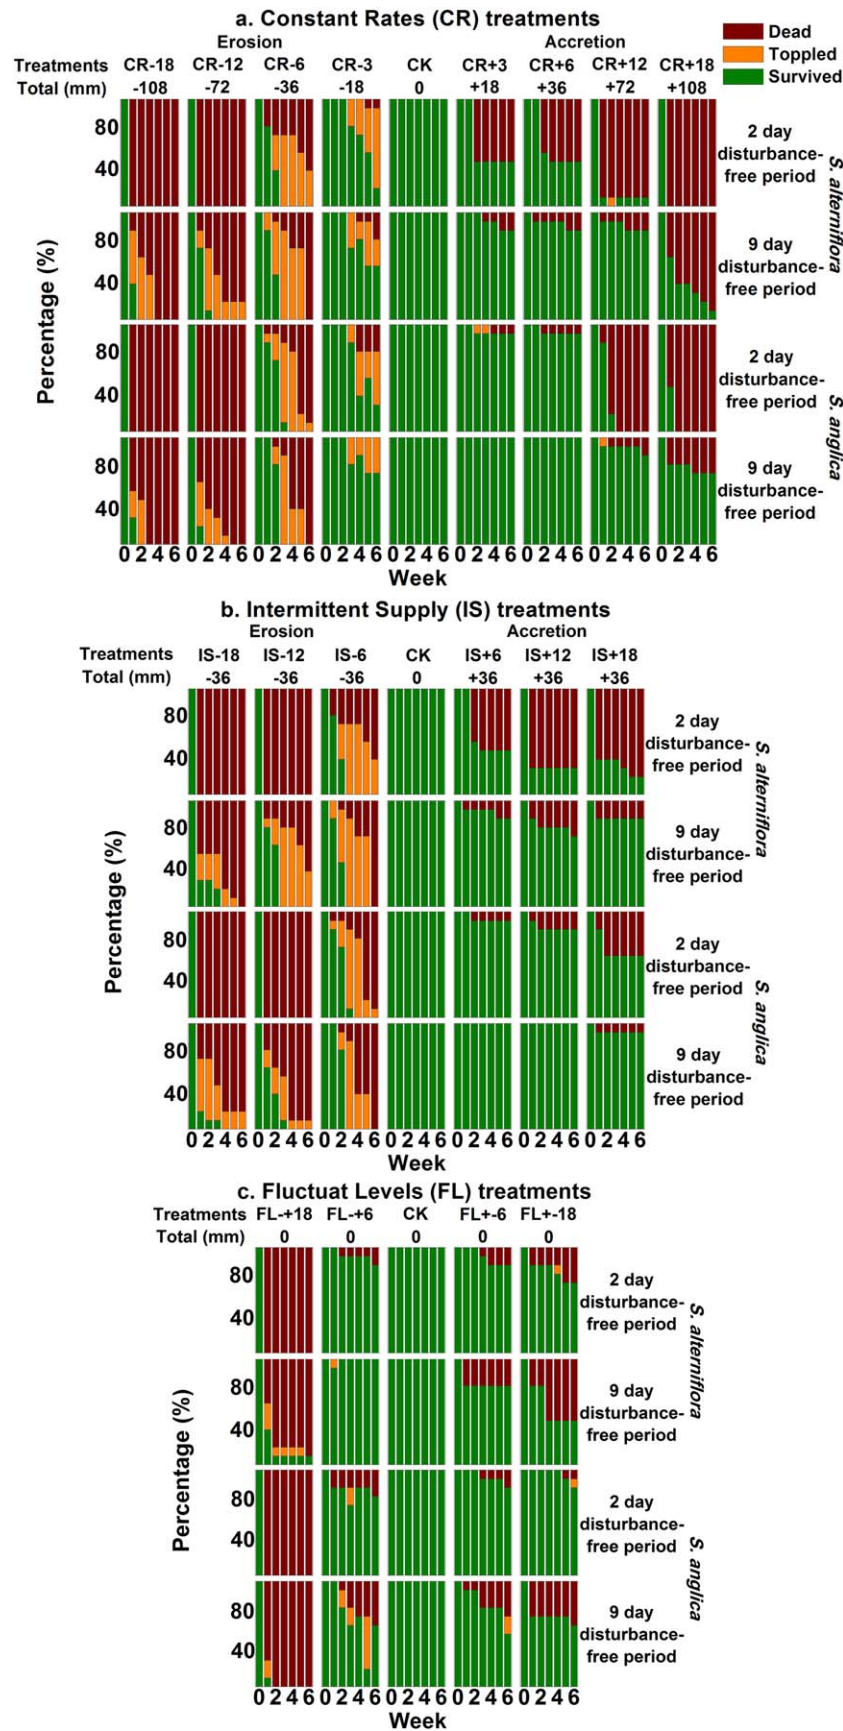 a. Constant Rates (CR) treatments
Erosion Accretion
Dead
Toppled
Survived
Treatments CR-18 CR-12 CR-6 CR-3 CK CR+3 CR+6 CR+12 CR+18
Total (mm) -108 -72 -36 -18 0 +18 +36 +72 +108
Percentage (%)
80
40
2 day
disturbance-
free period
80
40
9 day
disturbance-
free period
S. alterniflora
80
40
2 day
disturbance-
free period
80
40
9 day
disturbance-
free period
S. anglica
0 2 4 6 0 2 4 6 0 2 4 6 0 2 4 6 0 2 4 6 0 2 4 6 0 2 4 6 0 2 4 6 0 2 4 6
Week
b. Intermittent Supply (IS) treatments
Erosion Accretion
Treatments IS-18 IS-12 IS-6 CK IS+6 IS+12 IS+18
Total (mm) -36 -36 -36 0 +36 +36 +36
Percentage (%)
80
40
2 day
disturbance-
free period
80
40
9 day
disturbance-
free period
S. alterniflora
80
40
2 day
disturbance-
free period
80
40
9 day
disturbance-
free period
S. anglica
0 2 4 6 0 2 4 6 0 2 4 6 0 2 4 6 0 2 4 6 0 2 4 6 0 2 4 6
Week
c. Fluctuat Levels (FL) treatments
Treatments FL-+18 FL-+6 CK FL+-6 FL+-18
Total (mm) 0 0 0 0 0
Percentage (%)
80
40
2 day
disturbance-
free period
80
40
9 day
disturbance-
free period
S. alterniflora
80
40
2 day
disturbance-
free period
80
40
9 day
disturbance-
free period
S. anglica
0 2 4 6 0 2 4 6 0 2 4 6 0 2 4 6 0 2 4 6
Week